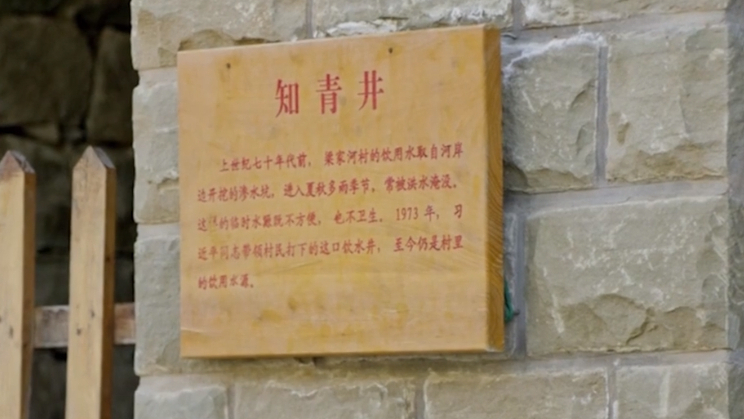 知青井
上世纪七十年代前，梁家河村的饮用水取自河岸
边开挖的渗水坑，进入夏秋多雨季节，常被洪水淹没。
这样的临时水源既不方便，也不卫生。1973年，习
近平同志带领村民打下的这口饮水井，至今仍是村里
的饮用水源。